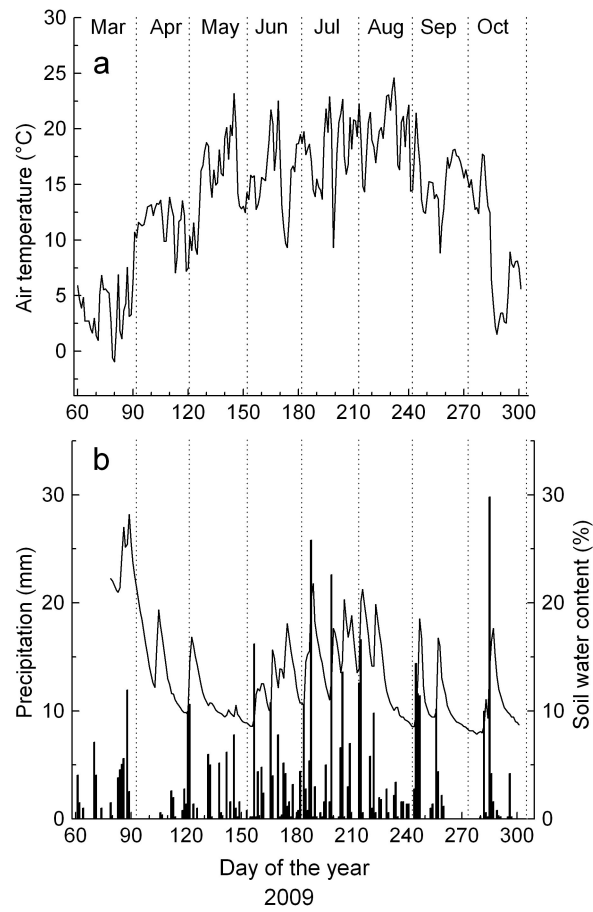 30 Mar Apr May Jun Jul Aug Sep Oct
a
25
20
15
10
5
0
Air temperature (°C)
60 90 120 150 180 210 240 270 300
b
30 30
20 20
10 10
0 0
Precipitation (mm)
Soil water content (%)
60 90 120 150 180 210 240 270 300
Day of the year
2009